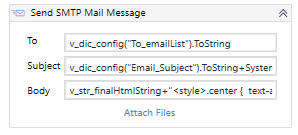 Send SMTP Mail Message
To v_dic_config("To_emailList").ToString
Subject v_dic_config("Email_Subject").ToString+System
Body v_str_finalHtmlString+"<style>.center { text-a
Attach Files